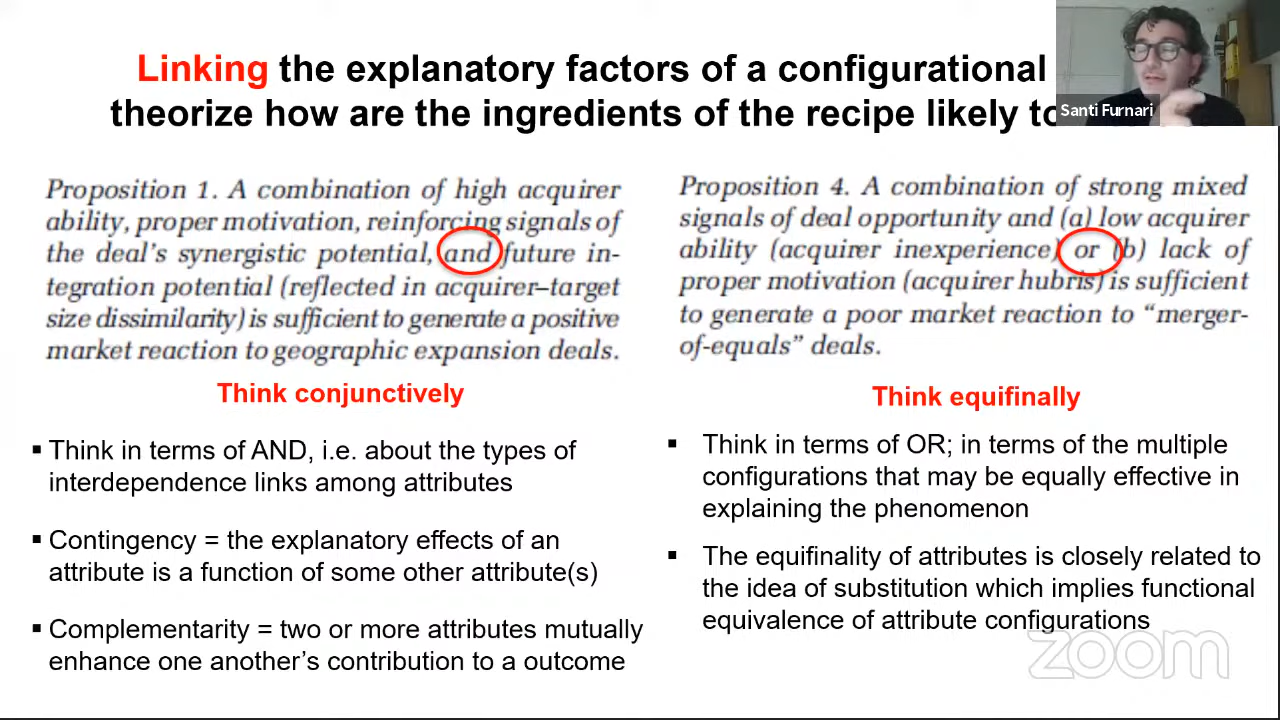 Linking the explanatory factors of a configurational
theorize how are the ingredients of the recipe likely to
Santi Furnari
Proposition 1. A combination of high acquirer
ability, proper motivation, reinforcing signals of
the deal's synergistic potential, and future in-
tegration potential (reflected in acquirer–target
size dissimilarity) is sufficient to generate a positive
market reaction to geographic expansion deals.
Think conjunctively
▪ Think in terms of AND, i.e. about the types of
interdependence links among attributes
▪ Contingency = the explanatory effects of an
attribute is a function of some other attribute(s)
▪ Complementarity = two or more attributes mutually
enhance one another's contribution to a outcome
Proposition 4. A combination of strong mixed
signals of deal opportunity and (a) low acquirer
ability (acquirer inexperience) or (b) lack of
proper motivation (acquirer hubris) is sufficient
to generate a poor market reaction to “merger-
of-equals” deals.
Think equifinally
▪ Think in terms of OR; in terms of the multiple
configurations that may be equally effective in
explaining the phenomenon
▪ The equifinality of attributes is closely related to
the idea of substitution which implies functional
equivalence of attribute configurations
zoom